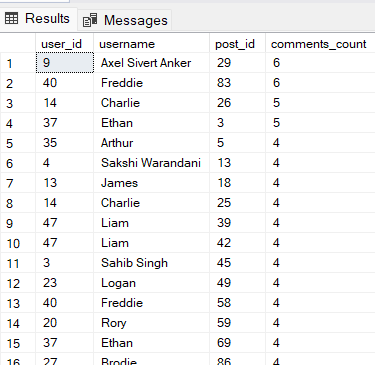 Results Messages
user_id username post_id comments_count
1 9 Axel Sivert Anker 29 6
2 40 Freddie 83 6
3 14 Charlie 26 5
4 37 Ethan 3 5
5 35 Arthur 5 4
6 4 Sakshi Warandani 13 4
7 13 James 18 4
8 14 Charlie 25 4
9 47 Liam 39 4
10 47 Liam 42 4
11 3 Sahib Singh 45 4
12 23 Logan 49 4
13 40 Freddie 58 4
14 20 Rory 59 4
15 37 Ethan 69 4
16 27 Brodie 86 4